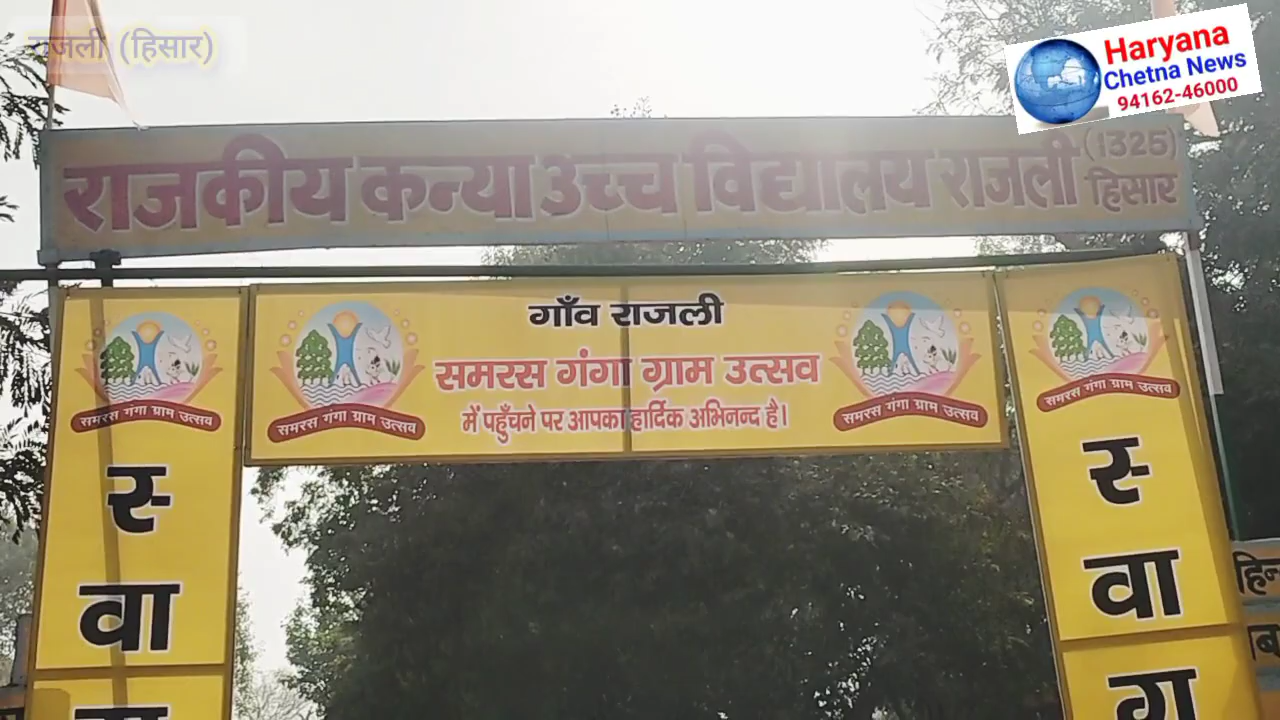 राजली (हिसार)
Haryana
Chetna News
94162-46000
राजकीय कन्या उच्च विद्यालय राजली (1325) हिसार
गाँव राजली
समरस गंगा ग्राम उत्सव
में पहुँचने पर आपका हार्दिक अभिनन्द है।
समरस गंगा ग्राम उत्सव
समरस गंगा ग्राम उत्सव
समरस गंगा ग्राम उत्सव
समरस गंगा ग्राम उत्सव
स्
वा
स्
वा
ग